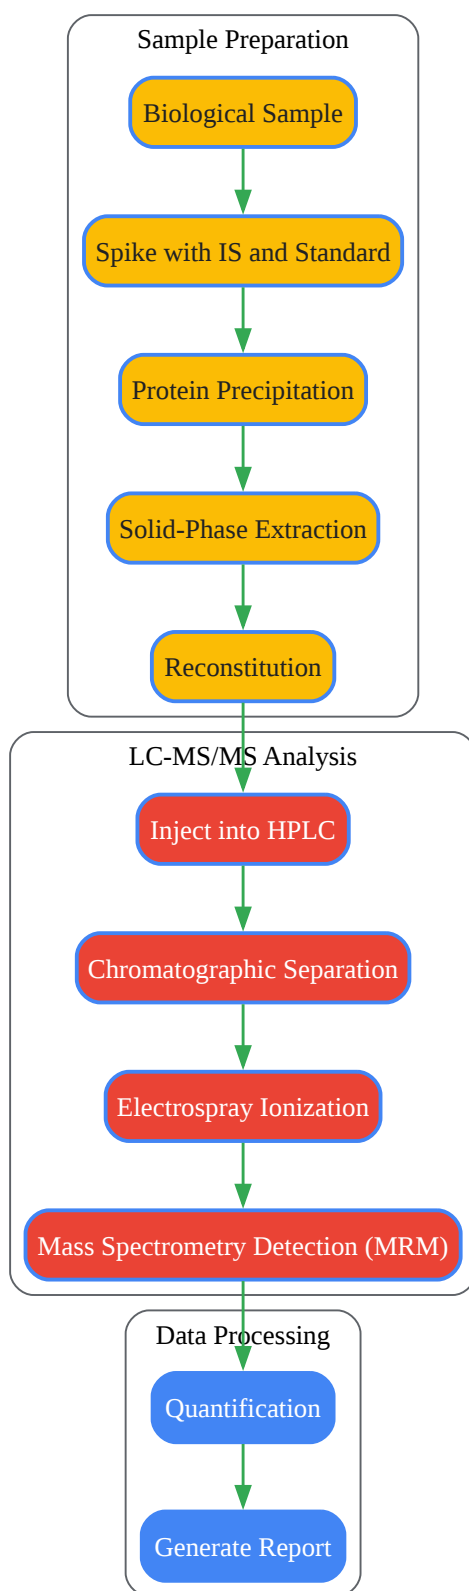 Sample Preparation
Biological Sample
Spike with IS and Standard
Protein Precipitation
Solid-Phase Extraction
Reconstitution
LC-MS/MS Analysis
Inject into HPLC
Chromatographic Separation
Electrospray Ionization
Mass Spectrometry Detection (MRM)
Data Processing
Quantification
Generate Report